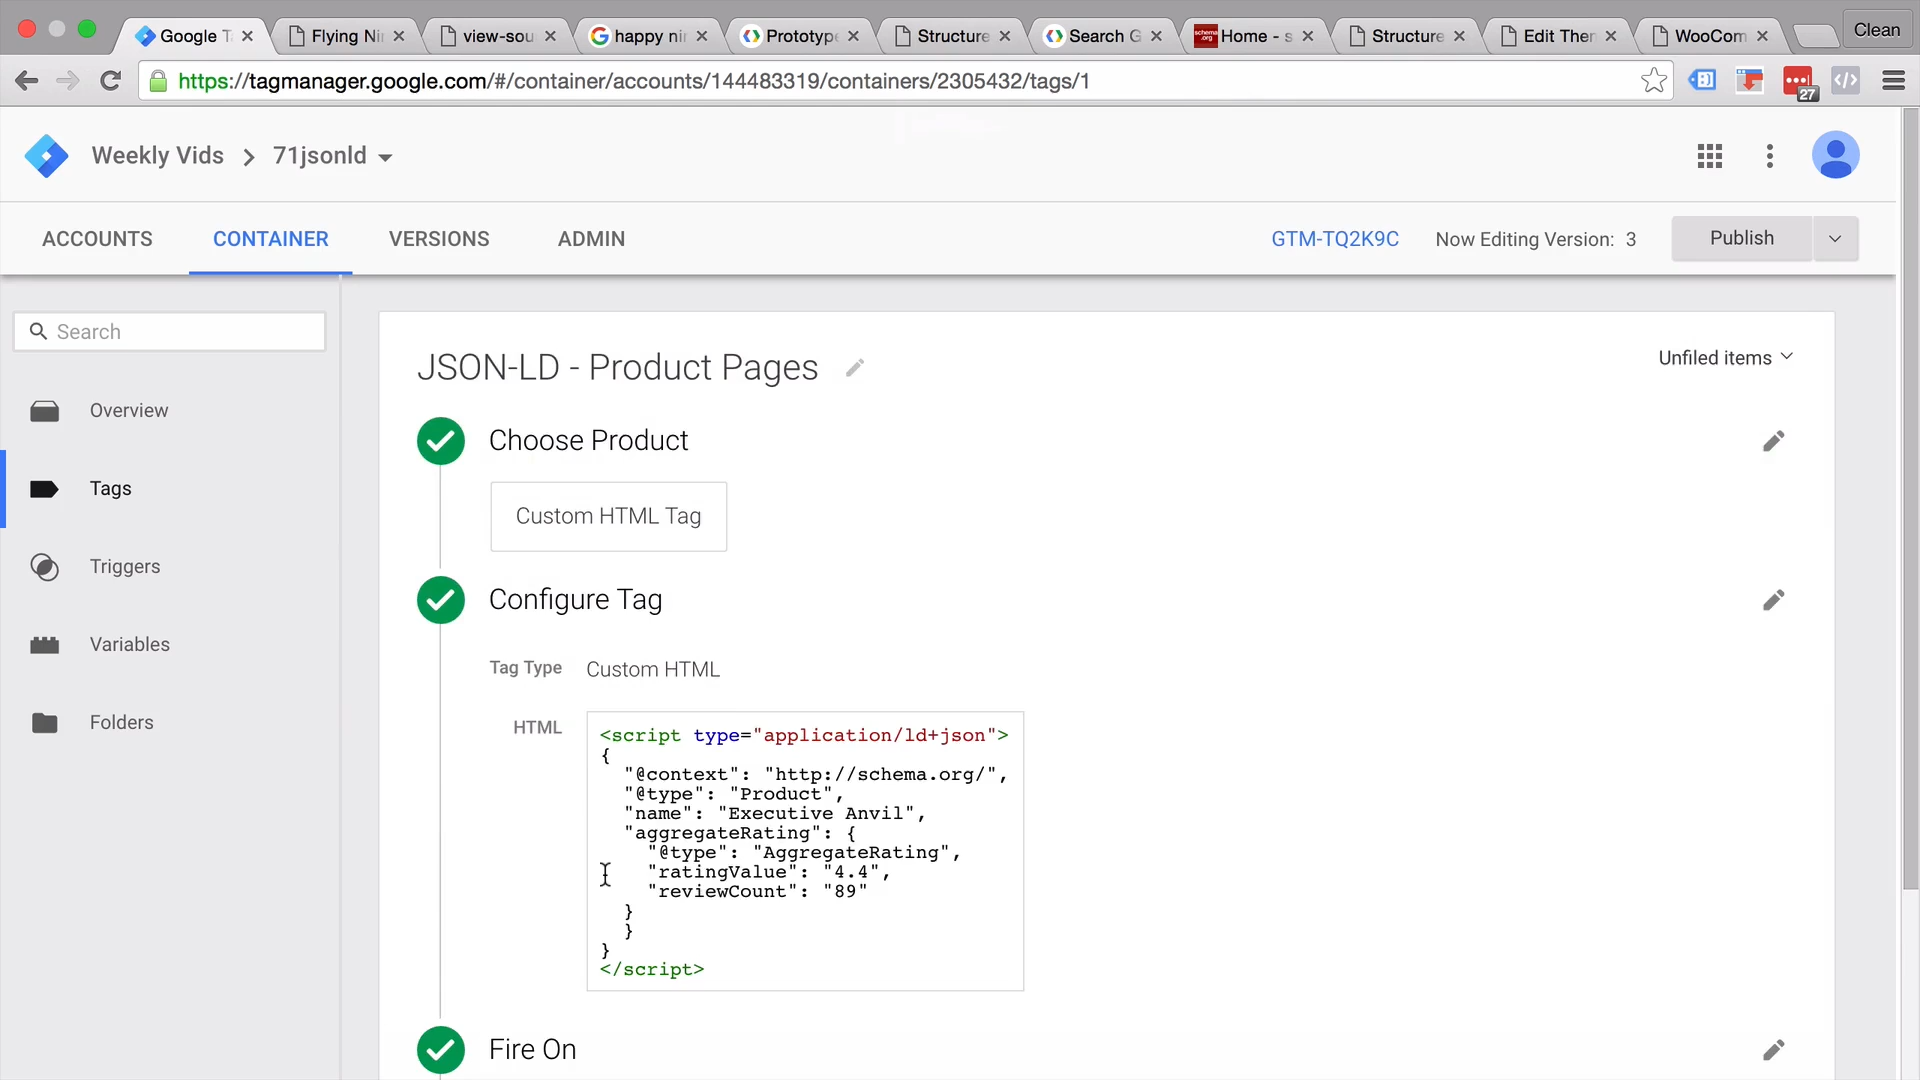 Google T
Flying Ni
view-sou
happy nin
Prototype
Structure
Search G
Home - s
Structure
Edit Then
WooCom
Clean
https://tagmanager.google.com/#/container/accounts/144483319/containers/2305432/tags/1
27
Weekly Vids > 71jsonld
ACCOUNTS
CONTAINER
VERSIONS
ADMIN
GTM-TQ2K9C
Now Editing Version: 3
Publish
Search
Overview
Tags
Triggers
Variables
Folders
JSON-LD - Product Pages
Unfiled items
Choose Product
Custom HTML Tag
Configure Tag
Tag Type Custom HTML
HTML
<script type="application/ld+json">
{
"@context": "http://schema.org/",
"@type": "Product",
"name": "Executive Anvil",
"aggregateRating": {
"@type": "AggregateRating",
"ratingValue": "4.4",
"reviewCount": "89"
}
}
}
</script>
Fire On